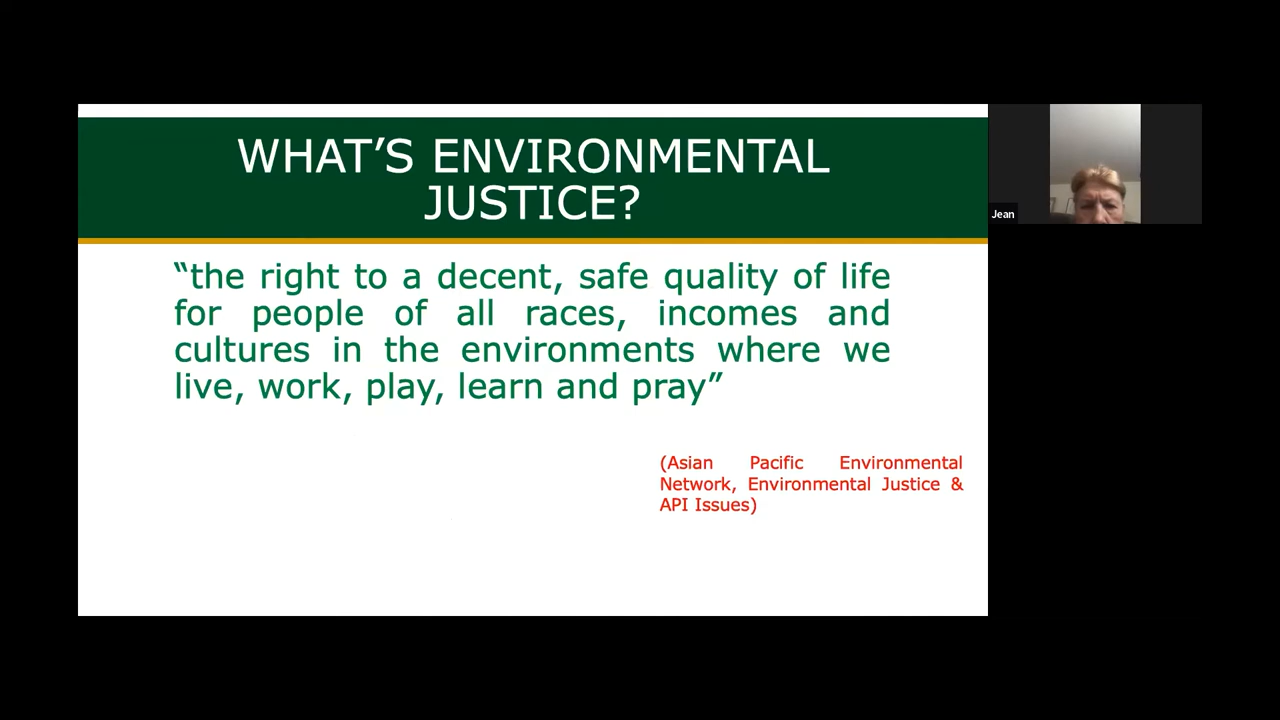 WHAT’S ENVIRONMENTAL
JUSTICE?
“the right to a decent, safe quality of life
for people of all races, incomes and
cultures in the environments where we
live, work, play, learn and pray”
(Asian Pacific Environmental
Network, Environmental Justice &
API Issues)
Jean